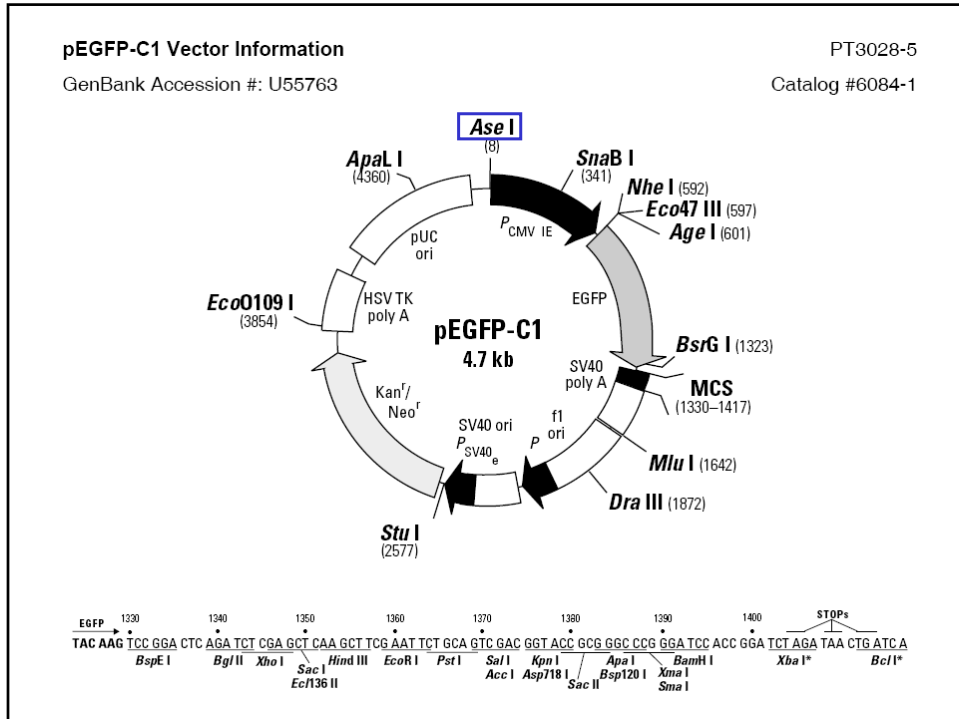 pEGFP-C1 Vector Information
PT3028-5
GenBank Accession #: U55763
Catalog #6084-1
Ase I
(8)
ApaL I
(4360)
SnaB I
(341)
Nhe I (592)
Eco47 III (597)
Age I (601)
P CMV IE
pUC
ori
EcoO109 I
(3854)
HSV TK
poly A
EGFP
pEGFP-C1
4.7 kb
BsrG I (1323)
SV40
poly A
MCS
(1330–1417)
Kanr/
Neor
SV40 ori
P SV40e
P
f1
ori
Mlu I (1642)
Dra III (1872)
Stu I
(2577)
EGFP
1330 1340 1350 1360 1370 1380 1390 1400
STOPs
TAC AAG TCC GGA CTC AGA TCT CGA GCT CAA GCT TCG AAT TCT GCA GTC GAC GGT ACC GCG GGC CCG GGA TCC ACC GGA TCT AGA TAA CTG ATC A
BspE I Bgl II Xho I Hind III EcoR I Pst I Sal I Kpn I Apa I BamH I Xba I* Bcl I*
Sac I Acc I Asp718 I Bsp120 I Xma I
Ecl136 II Sac II Sma I